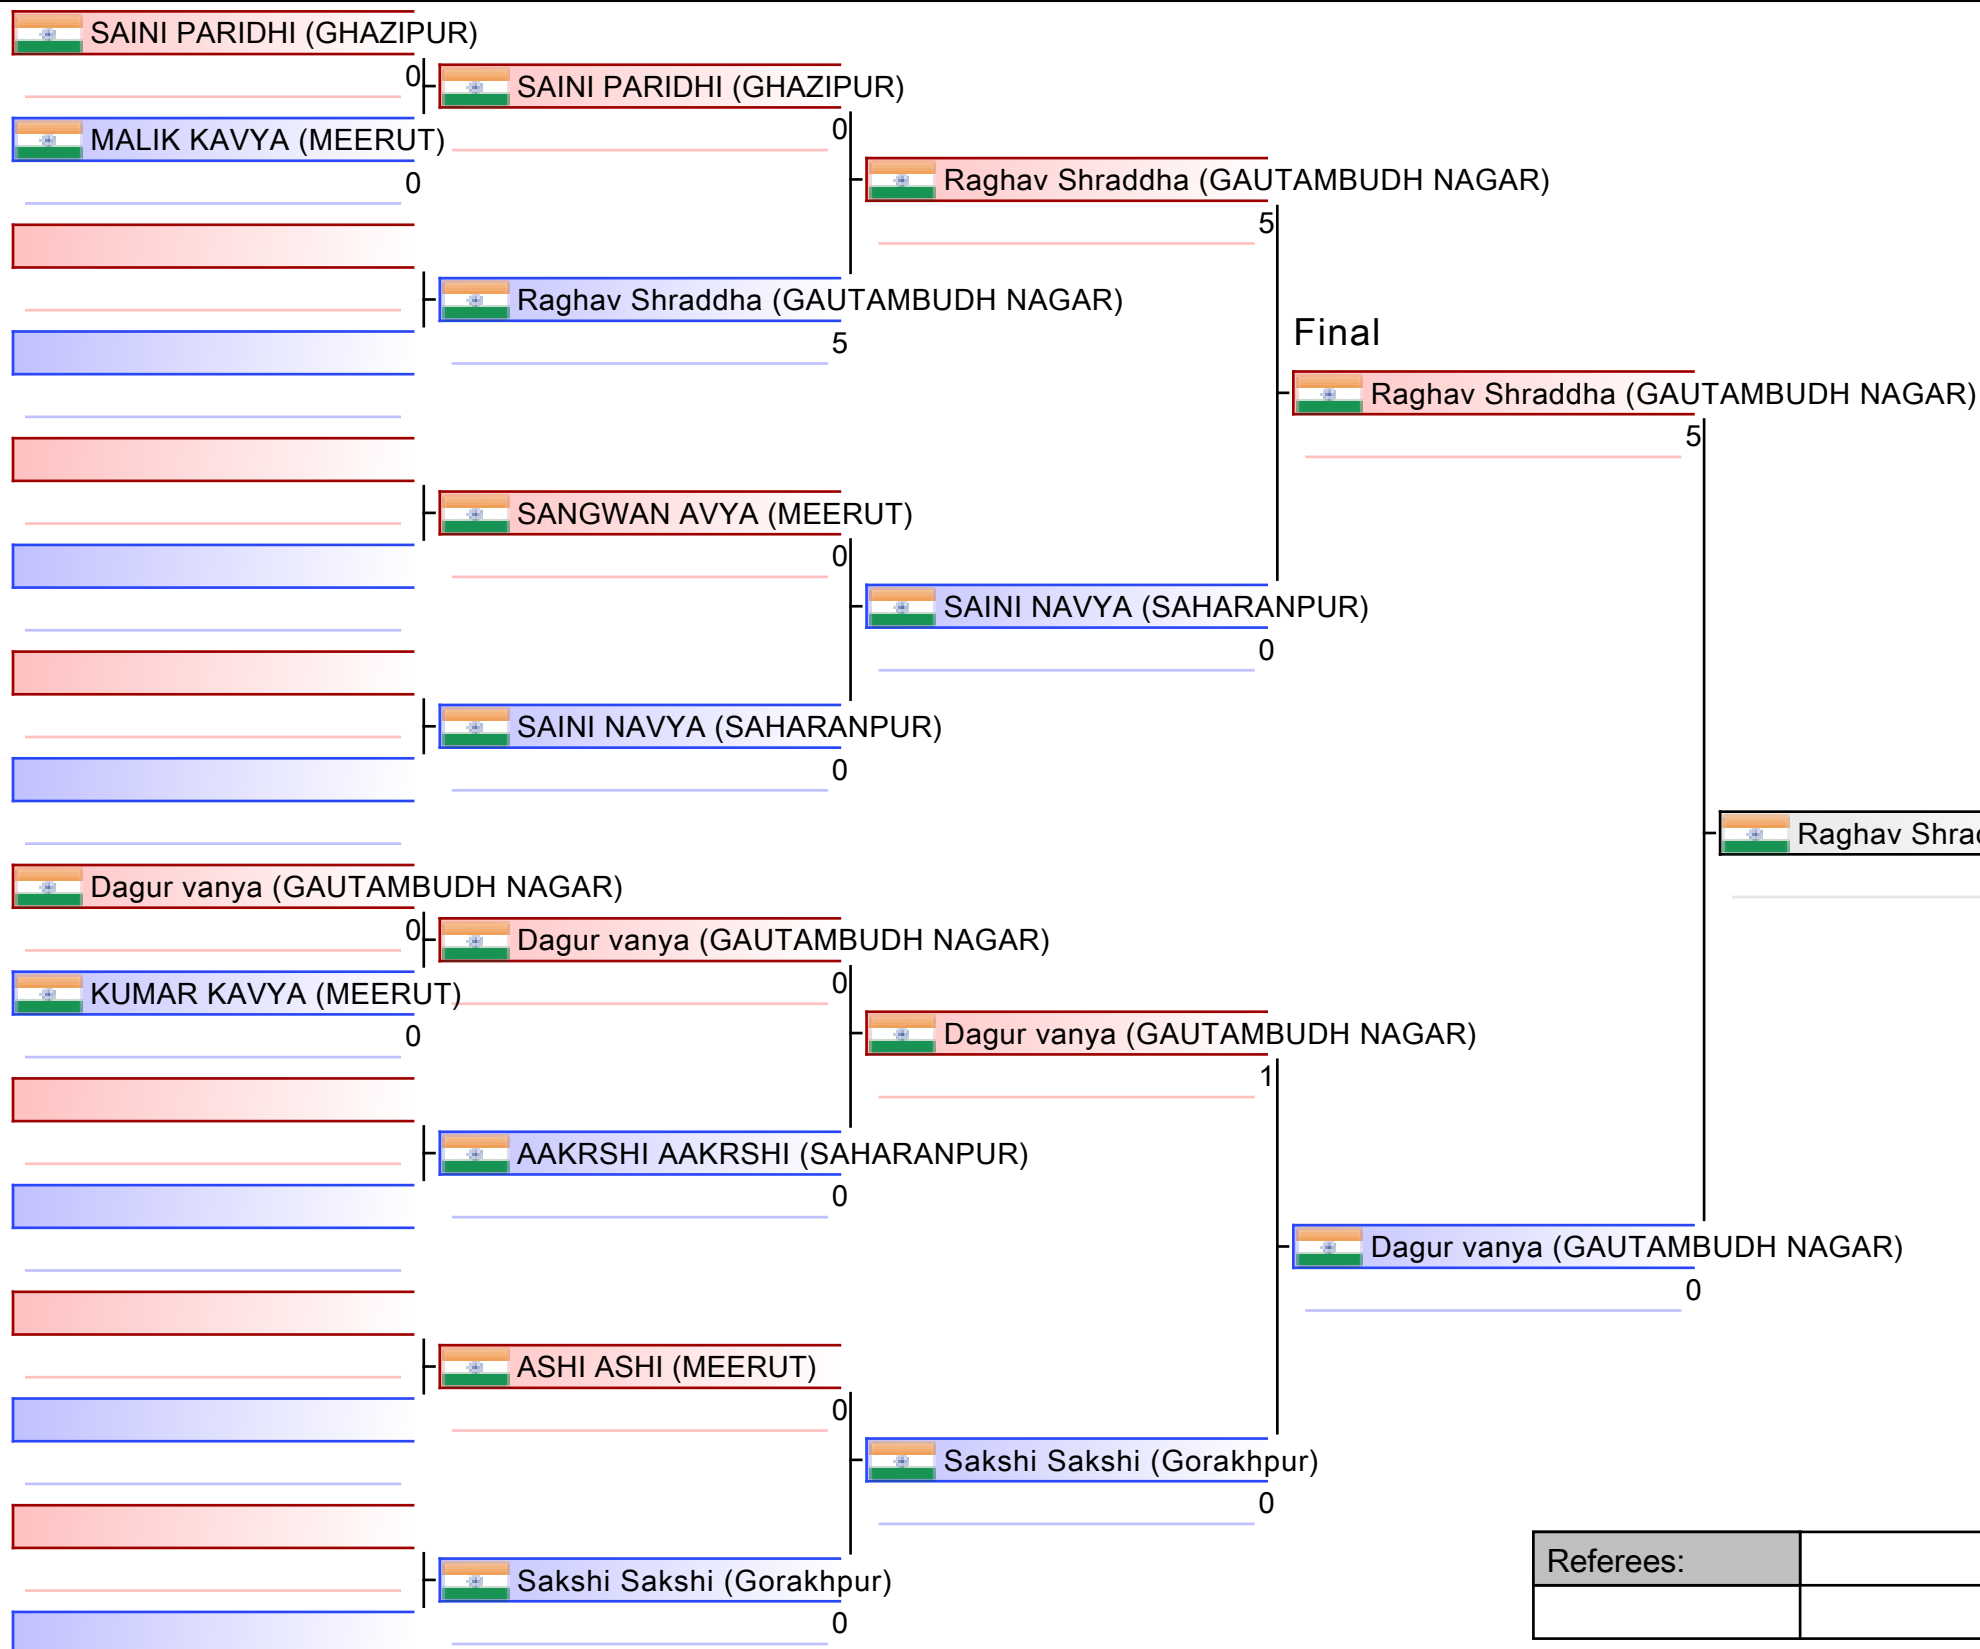 SAINI PARIDHI (GHAZIPUR)
0
MALIK KAVYA (MEERUT)
0
Dagur vanya (GAUTAMBUDH NAGAR)
0
KUMAR KAVYA (MEERUT)
0
SAINI PARIDHI (GHAZIPUR)
0
Raghav Shraddha (GAUTAMBUDH NAGAR)
5
SANGWAN AVYA (MEERUT)
0
SAINI NAVYA (SAHARANPUR)
0
Dagur vanya (GAUTAMBUDH NAGAR)
0
AAKRSHI AAKRSHI (SAHARANPUR)
0
ASHI ASHI (MEERUT)
0
Sakshi Sakshi (Gorakhpur)
0
Raghav Shraddha (GAUTAMBUDH NAGAR)
5
SAINI NAVYA (SAHARANPUR)
0
Dagur vanya (GAUTAMBUDH NAGAR)
1
Sakshi Sakshi (Gorakhpur)
0
Final
Raghav Shraddha (GAUTAMBUDH NAGAR)
5
Dagur vanya (GAUTAMBUDH NAGAR)
0
Raghav
Referees: